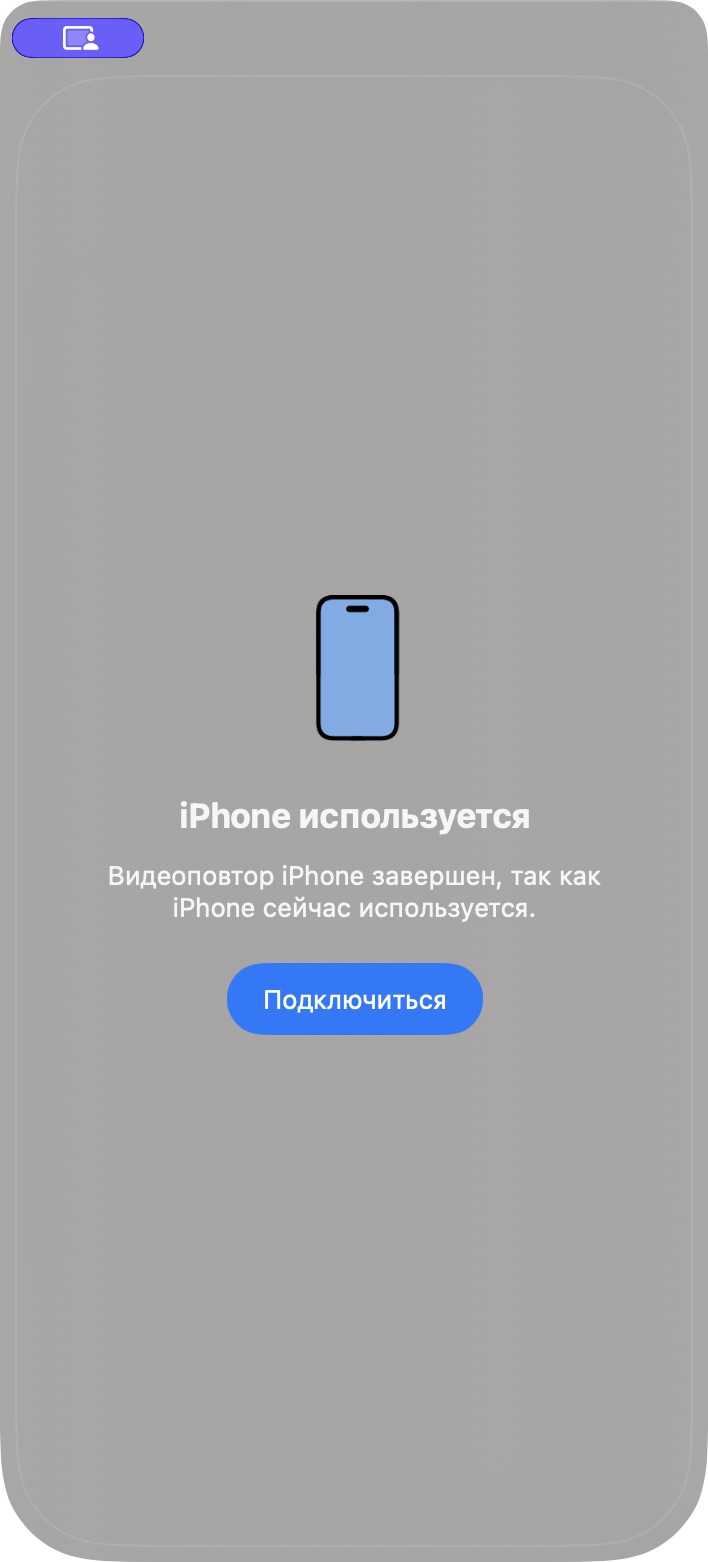 iPhone используется
Видеоповтор iPhone завершен, так как
iPhone сейчас используется.
Подключиться